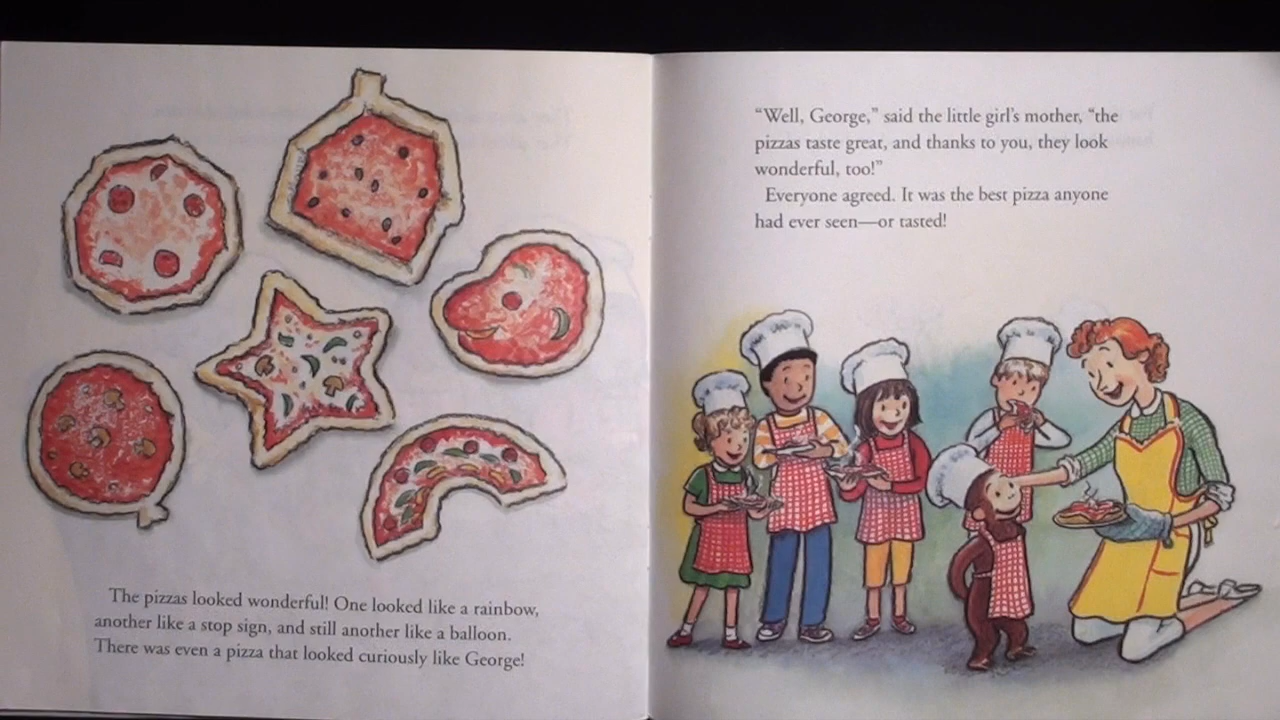 The pizzas looked wonderful! One looked like a rainbow,
another like a stop sign, and still another like a balloon.
There was even a pizza that looked curiously like George!
“Well, George,” said the little girl’s mother, “the
pizzas taste great, and thanks to you, they look
wonderful, too!”
Everyone agreed. It was the best pizza anyone
had ever seen—or tasted!